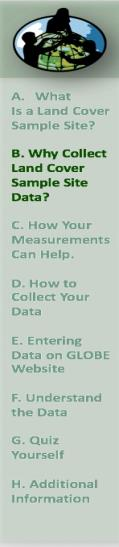 A.   What
Is a Land Cover
Sample Site?
B. Why Collect
Land Cover
Sample Site
Data?
C. How Your
Measurements
Can Help.
D. How to
Collect Your
Data
E. Entering
Data on GLOBE
Website
F. Understand
the Data
G. Quiz
Yourself
H. Additional
Information